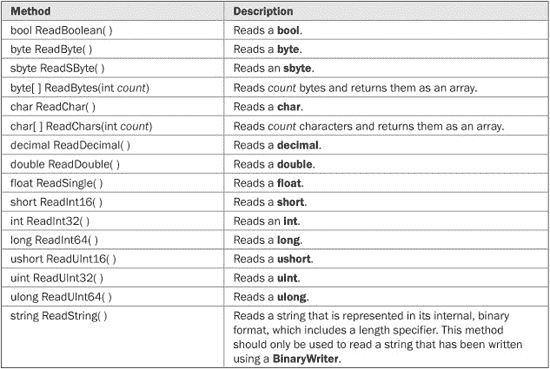 Method Description
bool ReadBoolean( ) Reads a bool.
byte ReadByte( ) Reads a byte.
sbyte ReadSByte( ) Reads an sbyte.
byte[ ] ReadBytes(int count) Reads count bytes and returns them as an array.
char ReadChar( ) Reads a char.
char[ ] ReadChars(int count) Reads count characters and returns them as an array.
decimal ReadDecimal( ) Reads a decimal.
double ReadDouble( ) Reads a double.
float ReadSingle( ) Reads a float.
short ReadInt16( ) Reads a short.
int ReadInt32( ) Reads an int.
long ReadInt64( ) Reads a long.
ushort ReadUInt16( ) Reads a ushort.
uint ReadUInt32( ) Reads a uint.
ulong ReadUInt64( ) Reads a ulong.
string ReadString( ) Reads a string that is represented in its internal, binary
format, which includes a length specifier. This method
should only be used to read a string that has been written
using a BinaryWriter.